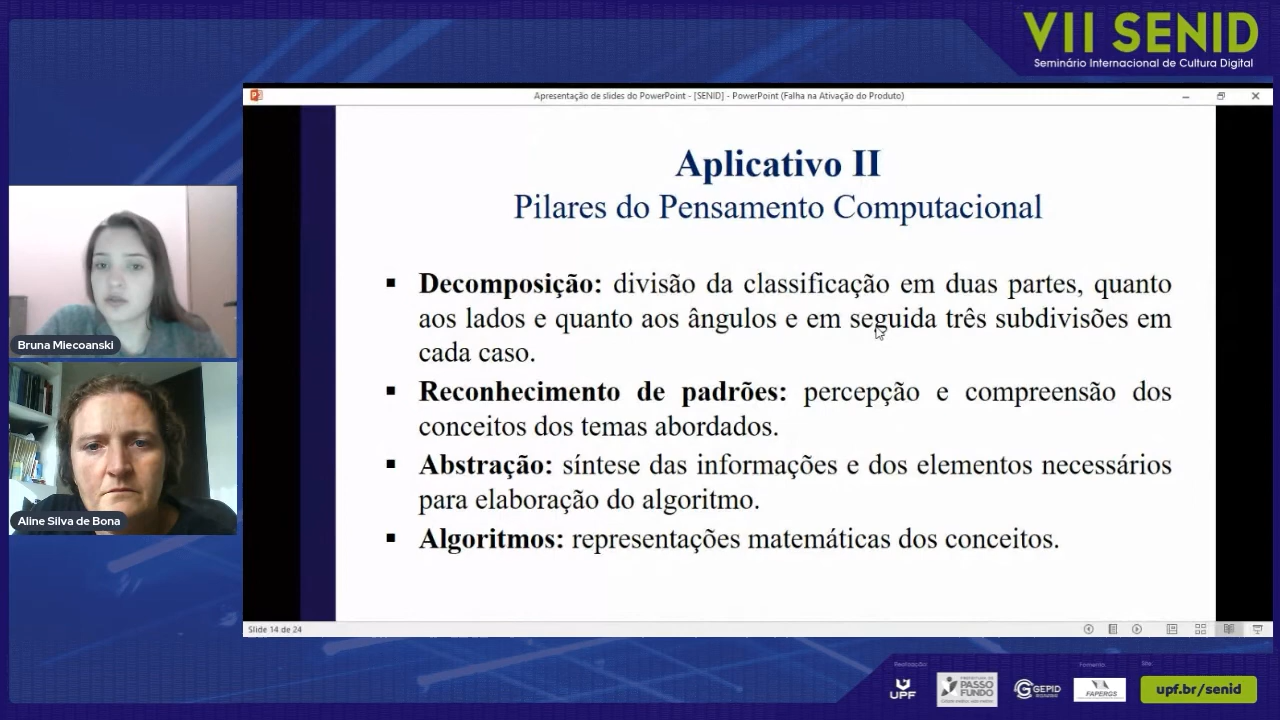 VII SENID
Seminário Internacional de Cultura Digital
Apresentação de slides do PowerPoint - [SENID] - PowerPoint (Falha na Ativação do Produto)
Aplicativo II
Pilares do Pensamento Computacional
▪ Decomposição: divisão da classificação em duas partes, quanto
aos lados e quanto aos ângulos e em seguida três subdivisões em
cada caso.
▪ Reconhecimento de padrões: percepção e compreensão dos
conceitos dos temas abordados.
▪ Abstração: síntese das informações e dos elementos necessários
para elaboração do algoritmo.
▪ Algoritmos: representações matemáticas dos conceitos.
Bruna Miecoanski
Aline Silva de Bona
Slide 14 de 24
Realização:
Fomento:
Site:
UPF
PASSO
FUNDO
GEPID
FAPERGS
upf.br/senid